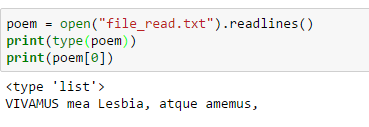 poem = open("file_read.txt").readlines()
print(type(poem))
print(poem[0])
<type 'list'>
VIVAMUS mea Lesbia, atque amemus,